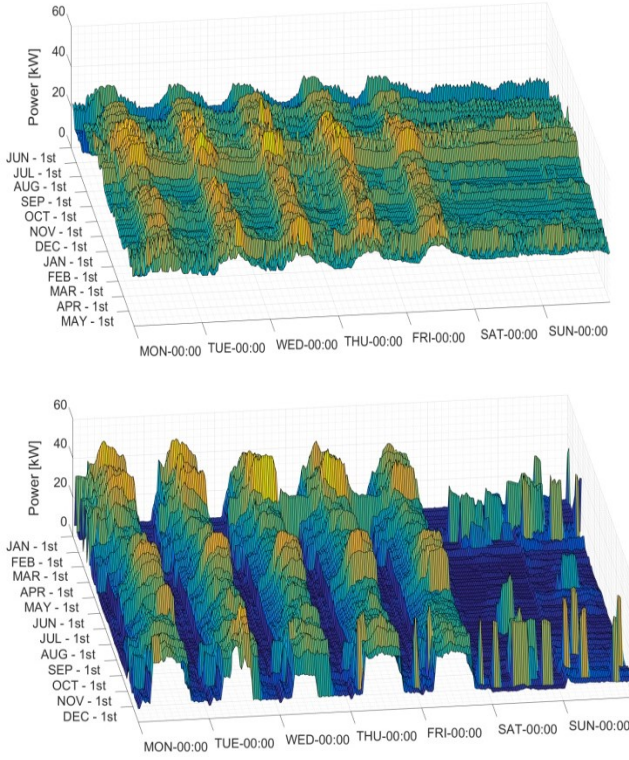 60
40
20
0
Power [kW]
JUN - 1st
JUL - 1st
AUG - 1st
SEP - 1st
OCT - 1st
NOV - 1st
DEC - 1st
JAN - 1st
FEB - 1st
MAR - 1st
APR - 1st
MAY - 1st
MON-00:00
TUE-00:00
WED-00:00
THU-00:00
FRI-00:00
SAT-00:00
SUN-00:00
60
40
20
0
Power [kW]
JAN - 1st
FEB - 1st
MAR - 1st
APR - 1st
MAY - 1st
JUN - 1st
JUL - 1st
AUG - 1st
SEP - 1st
OCT - 1st
NOV - 1st
DEC - 1st
MON-00:00
TUE-00:00
WED-00:00
THU-00:00
FRI-00:00
SAT-00:00
SUN-00:00